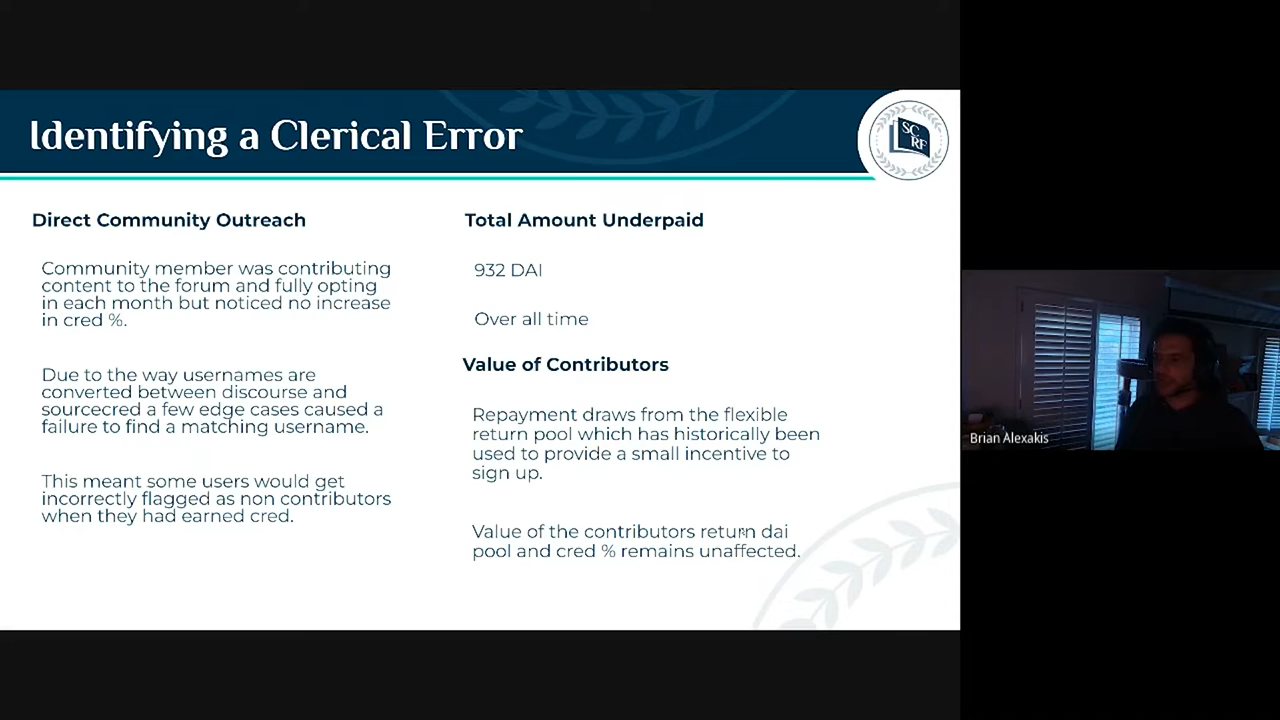 Identifying a Clerical Error
SC
RF
Direct Community Outreach
Community member was contributing
content to the forum and fully opting
in each month but noticed no increase
in cred %.
Due to the way usernames are
converted between discourse and
sourcecred a few edge cases caused a
failure to find a matching username.
This meant some users would get
incorrectly flagged as non contributors
when they had earned cred.
Total Amount Underpaid
932 DAI
Over all time
Value of Contributors
Repayment draws from the flexible
return pool which has historically been
used to provide a small incentive to
sign up.
Value of the contributors return dai
pool and cred % remains unaffected.
Brian Alexakis